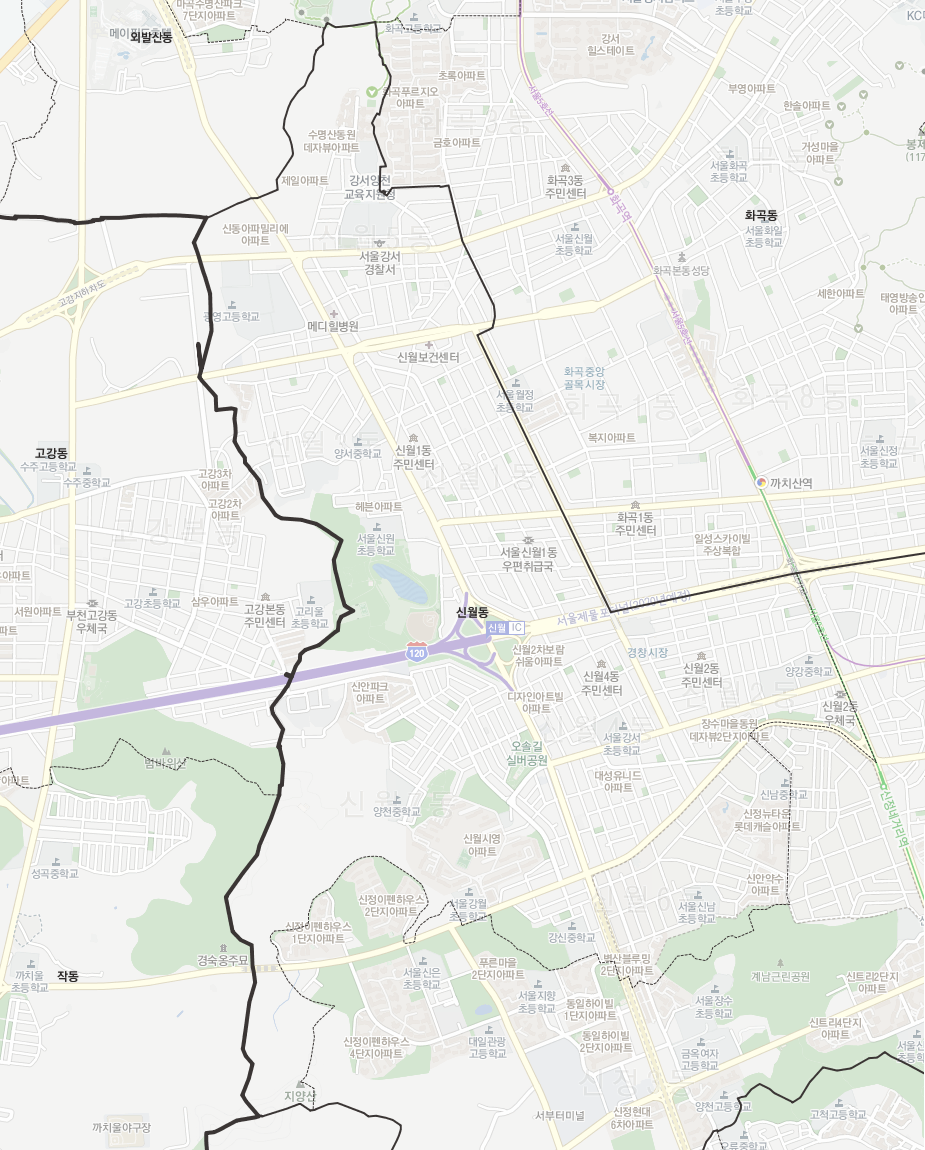 마곡수명산파크
7단지아파트
외발산동
화곡고등학교
초등학교
강서
힐스테이트
초록아파트
화곡푸르지오
아파트
부영아파트
한솔아파트
서울5호선
수명산동원
데자뷰아파트
금호아파트
거성마을
아파트
서울화곡
초등학교
제일아파트
강서양천
교육지원청
화곡3동
주민센터
화곡역
화곡동
신동아파밀리에
아파트
서울강서
경찰서
서울신월
초등학교
서울화일
초등학교
화곡본동성당
고강지하차도
세한아파트
태영방송인
아파트
광영고등학교
메디힐병원
서울5호선
신월보건센터
화곡중앙
골목시장
서울월정
초등학교
화곡1동
화곡8동
고강동
수주고등학교
수주중학교
양서중학교
신월1동
주민센터
복지아파트
서울신정
초등학교
고강3차
아파트
까치산역
고강2차
아파트
헤븐아파트
화곡1동
주민센터
서울신원
초등학교
서울신월1동
우편취급국
일성스카이빌
주상복합
서원아파트
부천고강동
우체국
고강초등학교
삼우아파트
고강본동
주민센터
고리울
초등학교
신월동
신월 IC
120
신월2차보람
쉬움아파트
경창시장
신월4동
주민센터
신월2동
주민센터
양강중학교
신안파크
아파트
디자인아트빌
아파트
신월2동
우체국
장수마을동원
데자뷰2단지아파트
서울강서
초등학교
오솔길
실버공원
범바위산
아파트
대성유니드
아파트
신남중학교
신정네거리역
양천중학교
신정뉴타운
롯데캐슬아파트
신월시영
아파트
성곡중학교
신안약수
아파트
신정이펜하우스
2단지아파트
서울강월
초등학교
서울신남
초등학교
신정이펜하우스
1단지아파트
강신중학교
경숙옹주묘
벽산블루밍
2단지아파트
까치울
초등학교
작동
서울신은
초등학교
푸른마을
2단지아파트
계남근린공원
신트리2단지
아파트
서울지향
초등학교
동일하이빌
1단지아파트
서울장수
초등학교
신트리4단지
아파트
신정이펜하우스
4단지아파트
대일관광
고등학교
동일하이빌
2단지아파트
금옥여자
고등학교
지양산
서부터미널
신정현대
6차아파트
양천고등학교
고척고등학교
까치울야구장
오류중학교